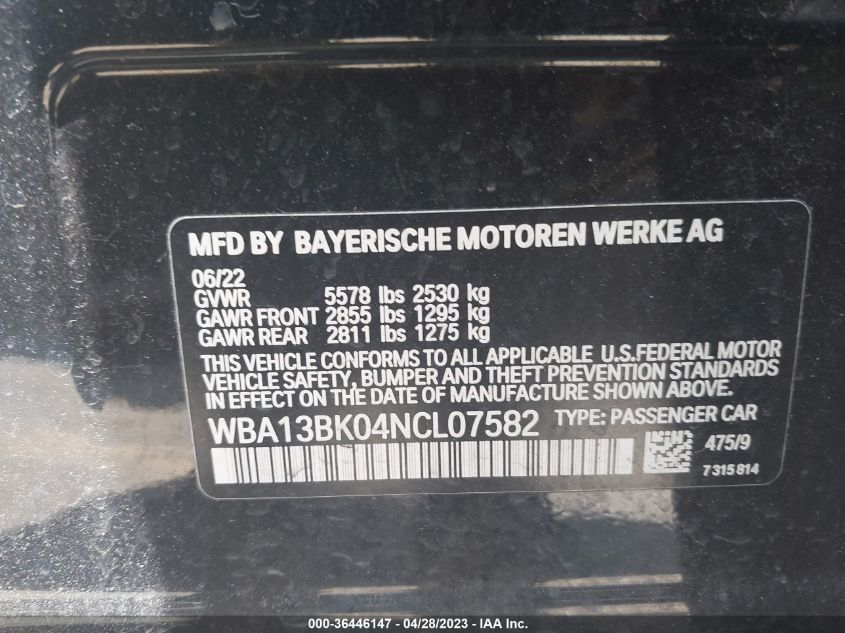 MFD BY BAYERISCHE MOTOREN WERKE AG
06/22
GVWR 5578 lbs 2530 kg
GAWR FRONT 2855 lbs 1295 kg
GAWR REAR 2811 lbs 1275 kg
THIS VEHICLE CONFORMS TO ALL APPLICABLE U.S.FEDERAL MOTOR
VEHICLE SAFETY, BUMPER AND THEFT PREVENTION STANDARDS
IN EFFECT ON THE DATE OF MANUFACTURE SHOWN ABOVE.
WBA13BK04NCL07582 TYPE: PASSENGER CAR
475/9
7315814
000-36446147 - 04/28/2023 - IAA Inc.